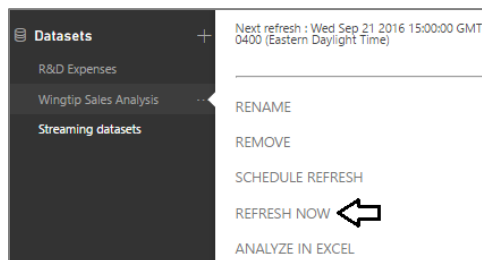 Datasets
R&D Expenses
Wingtip Sales Analysis
Streaming datasets
Next refresh : Wed Sep 21 2016 15:00:00 GMT
0400 (Eastern Daylight Time)
RENAME
REMOVE
SCHEDULE REFRESH
REFRESH NOW
ANALYZE IN EXCEL